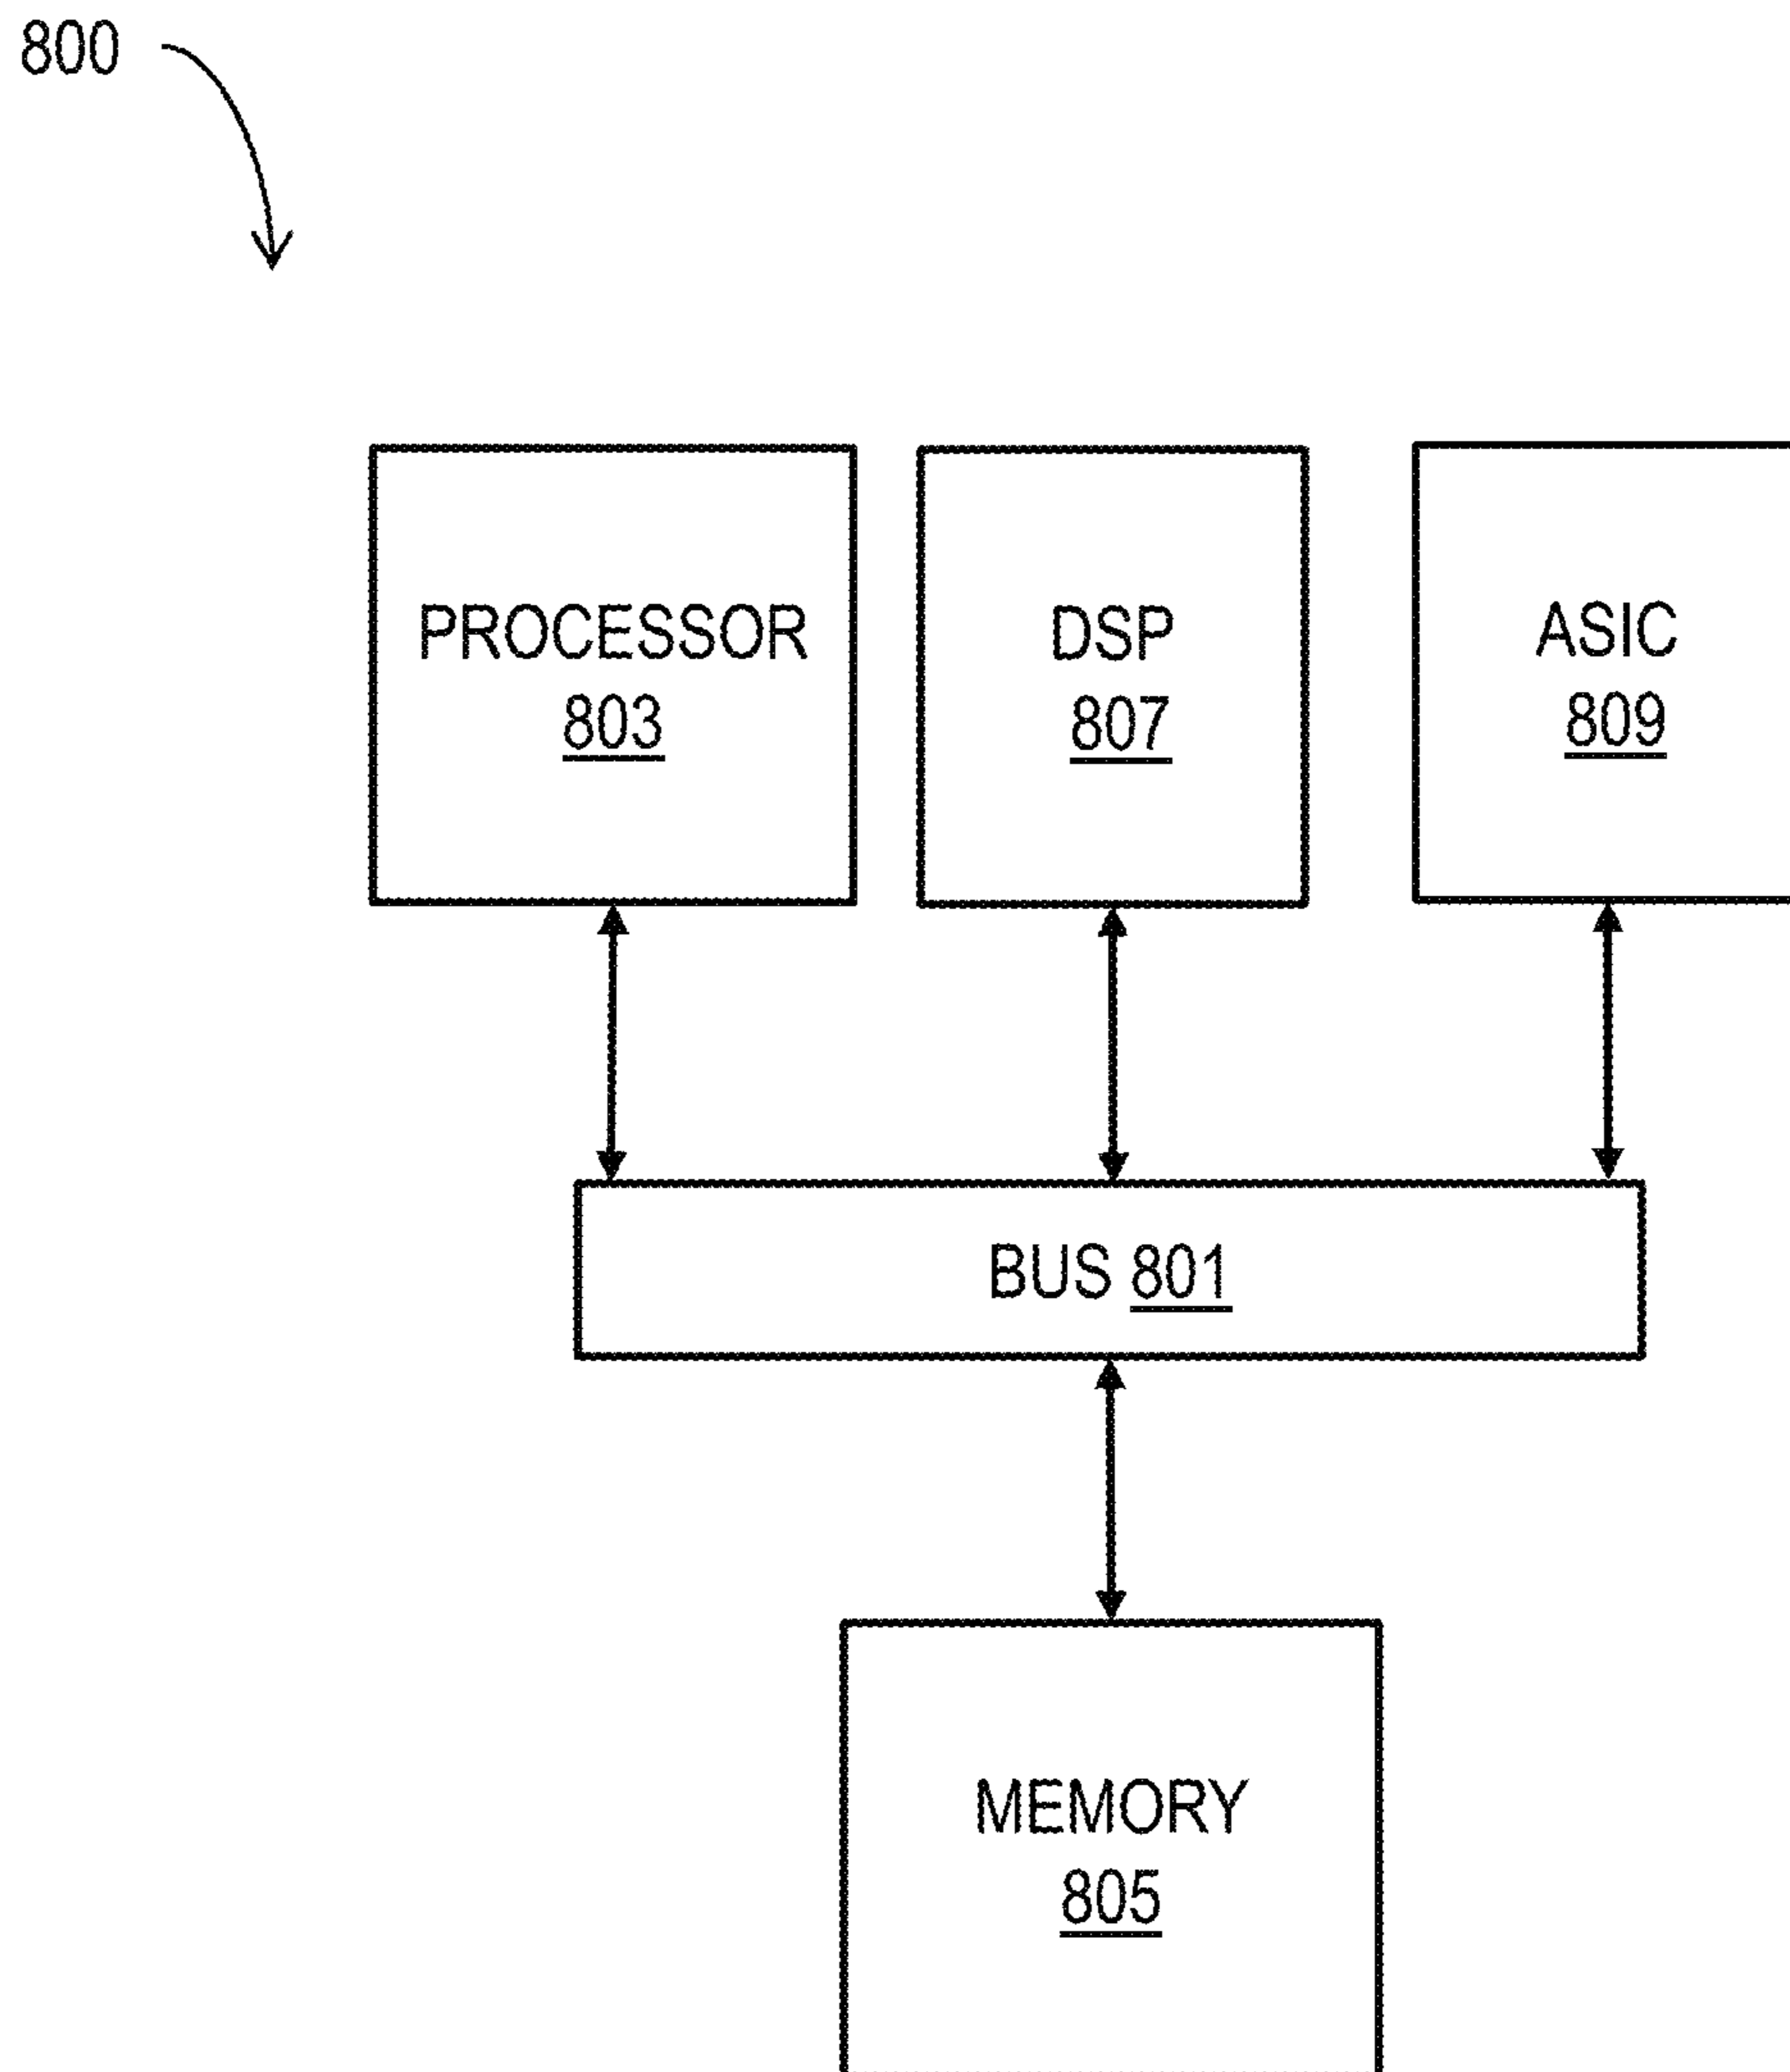 800
PROCESSOR
803
DSP
807
ASIC
809
BUS 801
MEMORY
805